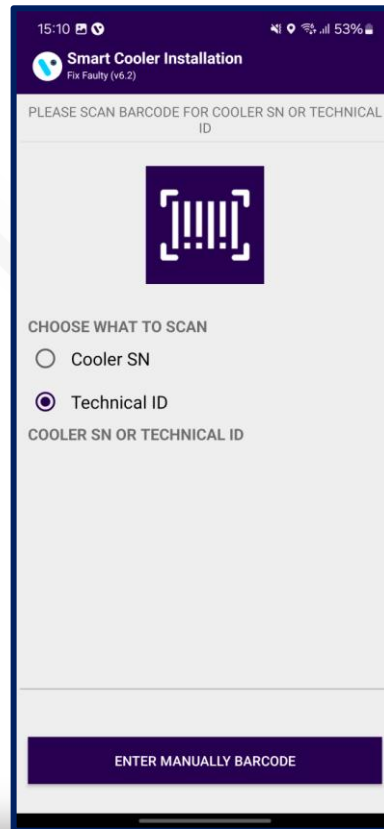 15:10 53%
Smart Cooler Installation
Fix Faulty (v6.2)
PLEASE SCAN BARCODE FOR COOLER SN OR TECHNICAL
ID
CHOOSE WHAT TO SCAN
Cooler SN
Technical ID
COOLER SN OR TECHNICAL ID
ENTER MANUALLY BARCODE